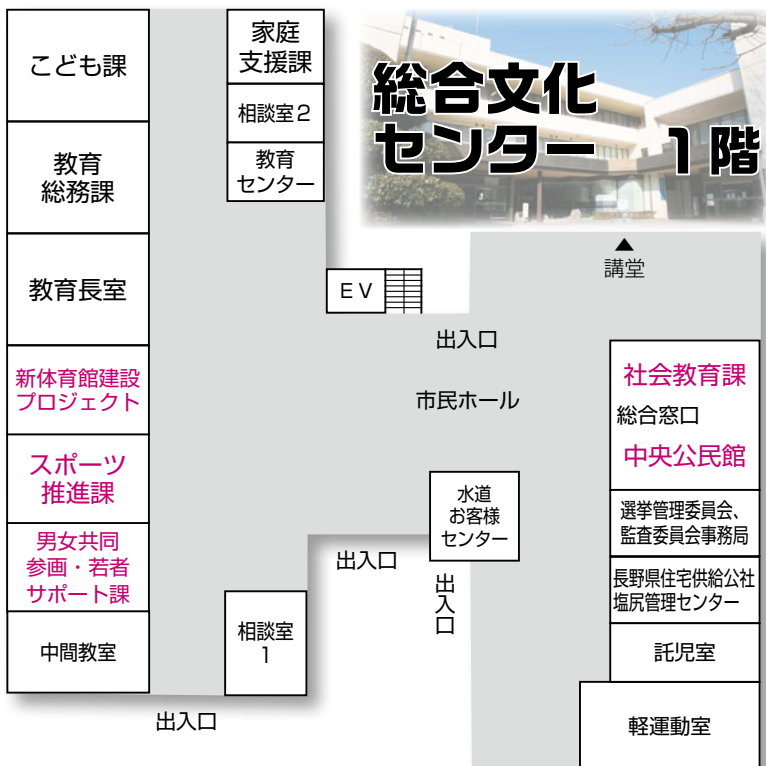 総合文化
センター 1階
こども課
教育
総務課
教育長室
新体育館建設
プロジェクト
スポーツ
推進課
男女共同
参画・若者
サポート課
中間教室
家庭
支援課
相談室2
教育
センター
EV
▲
講堂
出入口
市民ホール
社会教育課
総合窓口
中央公民館
水道
お客様
センター
選挙管理委員会、
監査委員会事務局
出入口
出入口
長野県住宅供給公社
塩尻管理センター
相談室
1
託児室
出入口
軽運動室